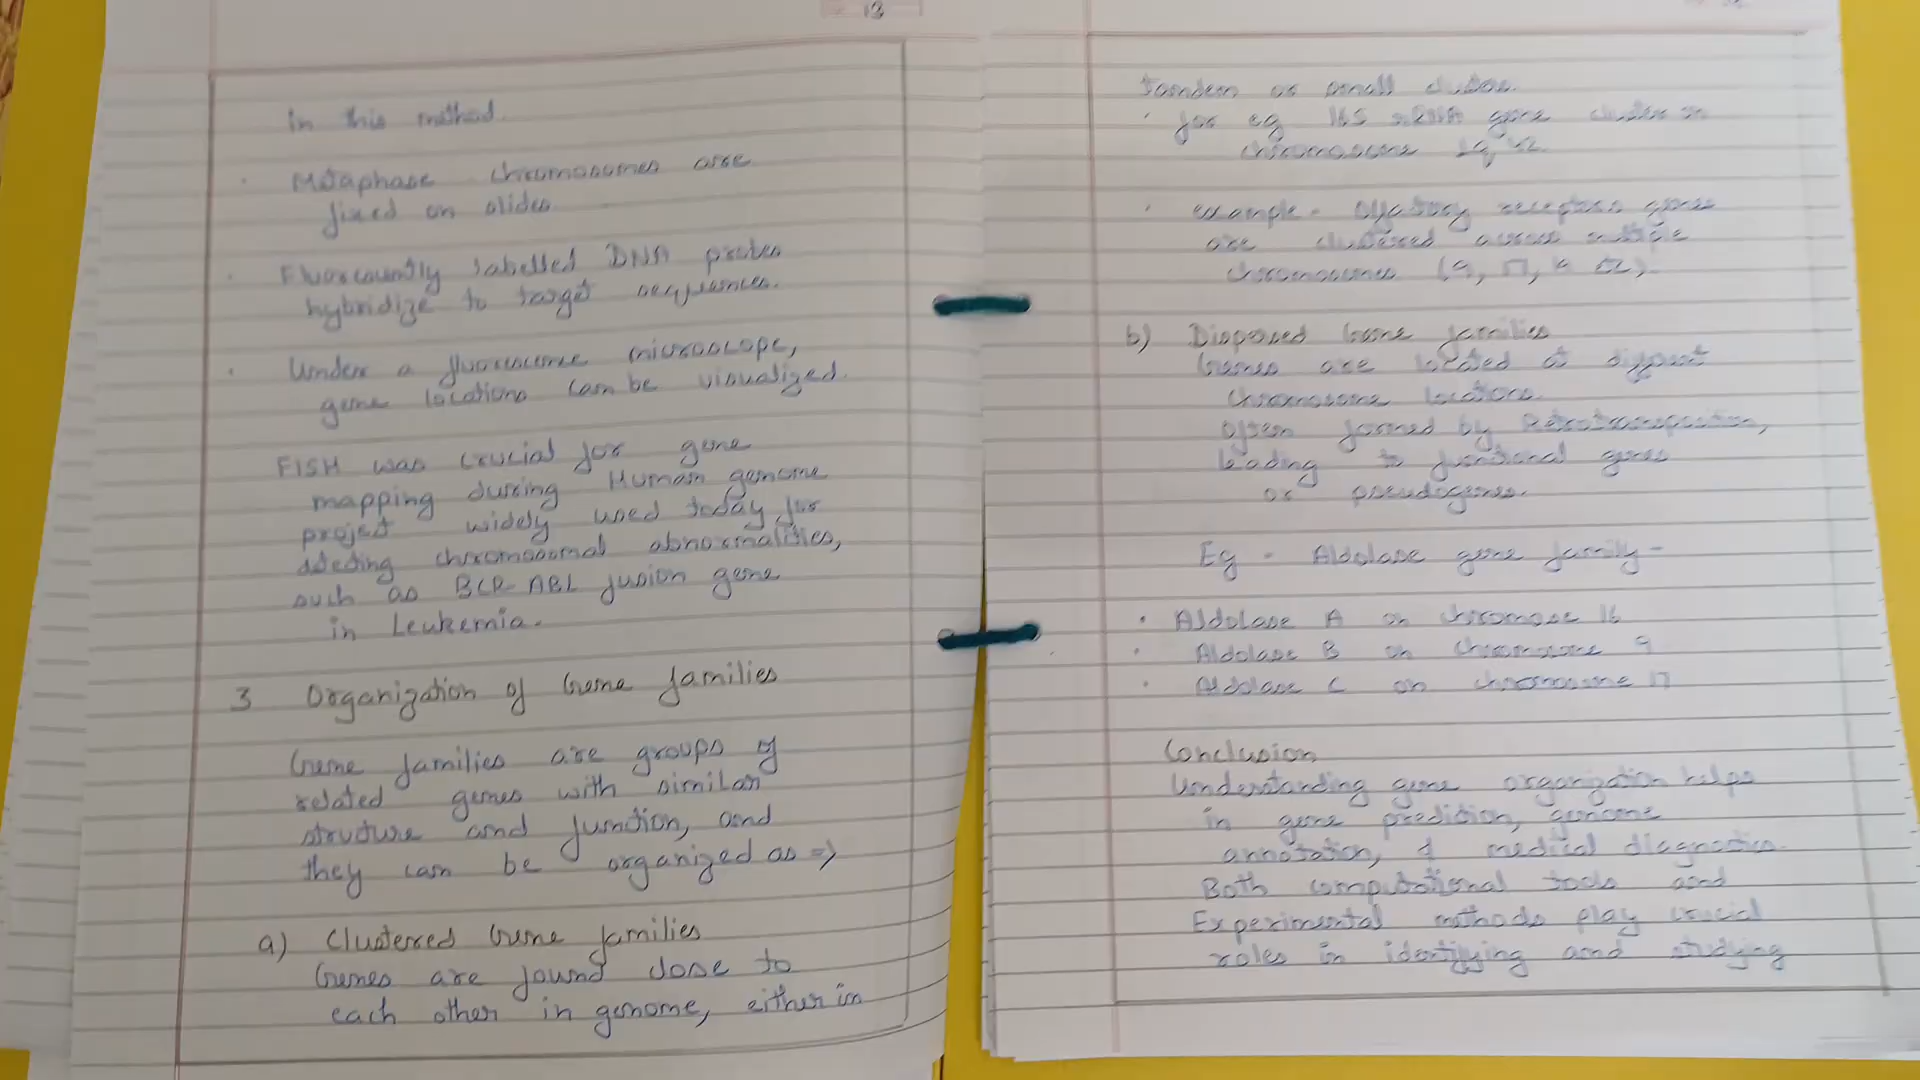 13
in this method.
· Metaphase chromosomes are
fixed on slides
· Fluorescently labelled DNA probes
hybridize to target sequences.
· Under a fluorescence microscope,
gene locations can be visualized.
FISH was crucial for gene
mapping during Human genome
project widely used today for
chromosomal abnormalities,
such as BCR-ABL fusion gene
in Leukemia.
3 Organization of Gene families
Gene families are groups of
related genes with similar
structure and function, and
they can be organized as =>
a) Clustered Gene families
Genes are found close to
each other in genome, either in
tandem or small
· for eg gene
chromosome
· example - receptors genes
are clustered across multiple
chromosomes
b) Gene families
Genes are located at
chromosome locations.
often formed by Retrotransposition,
leading to functional genes
or pseudogenes.
Eg - Aldolase gene family -
· Aldolase A on 16
· Aldolase B on chromosome 9
· Aldolase C on chromosome 17
Conclusion
Understanding gene organization helps
in gene prediction, genome
annotation, & medical diagnostics.
Both computational tools and
Experimental methods play crucial
roles in identifying and studying